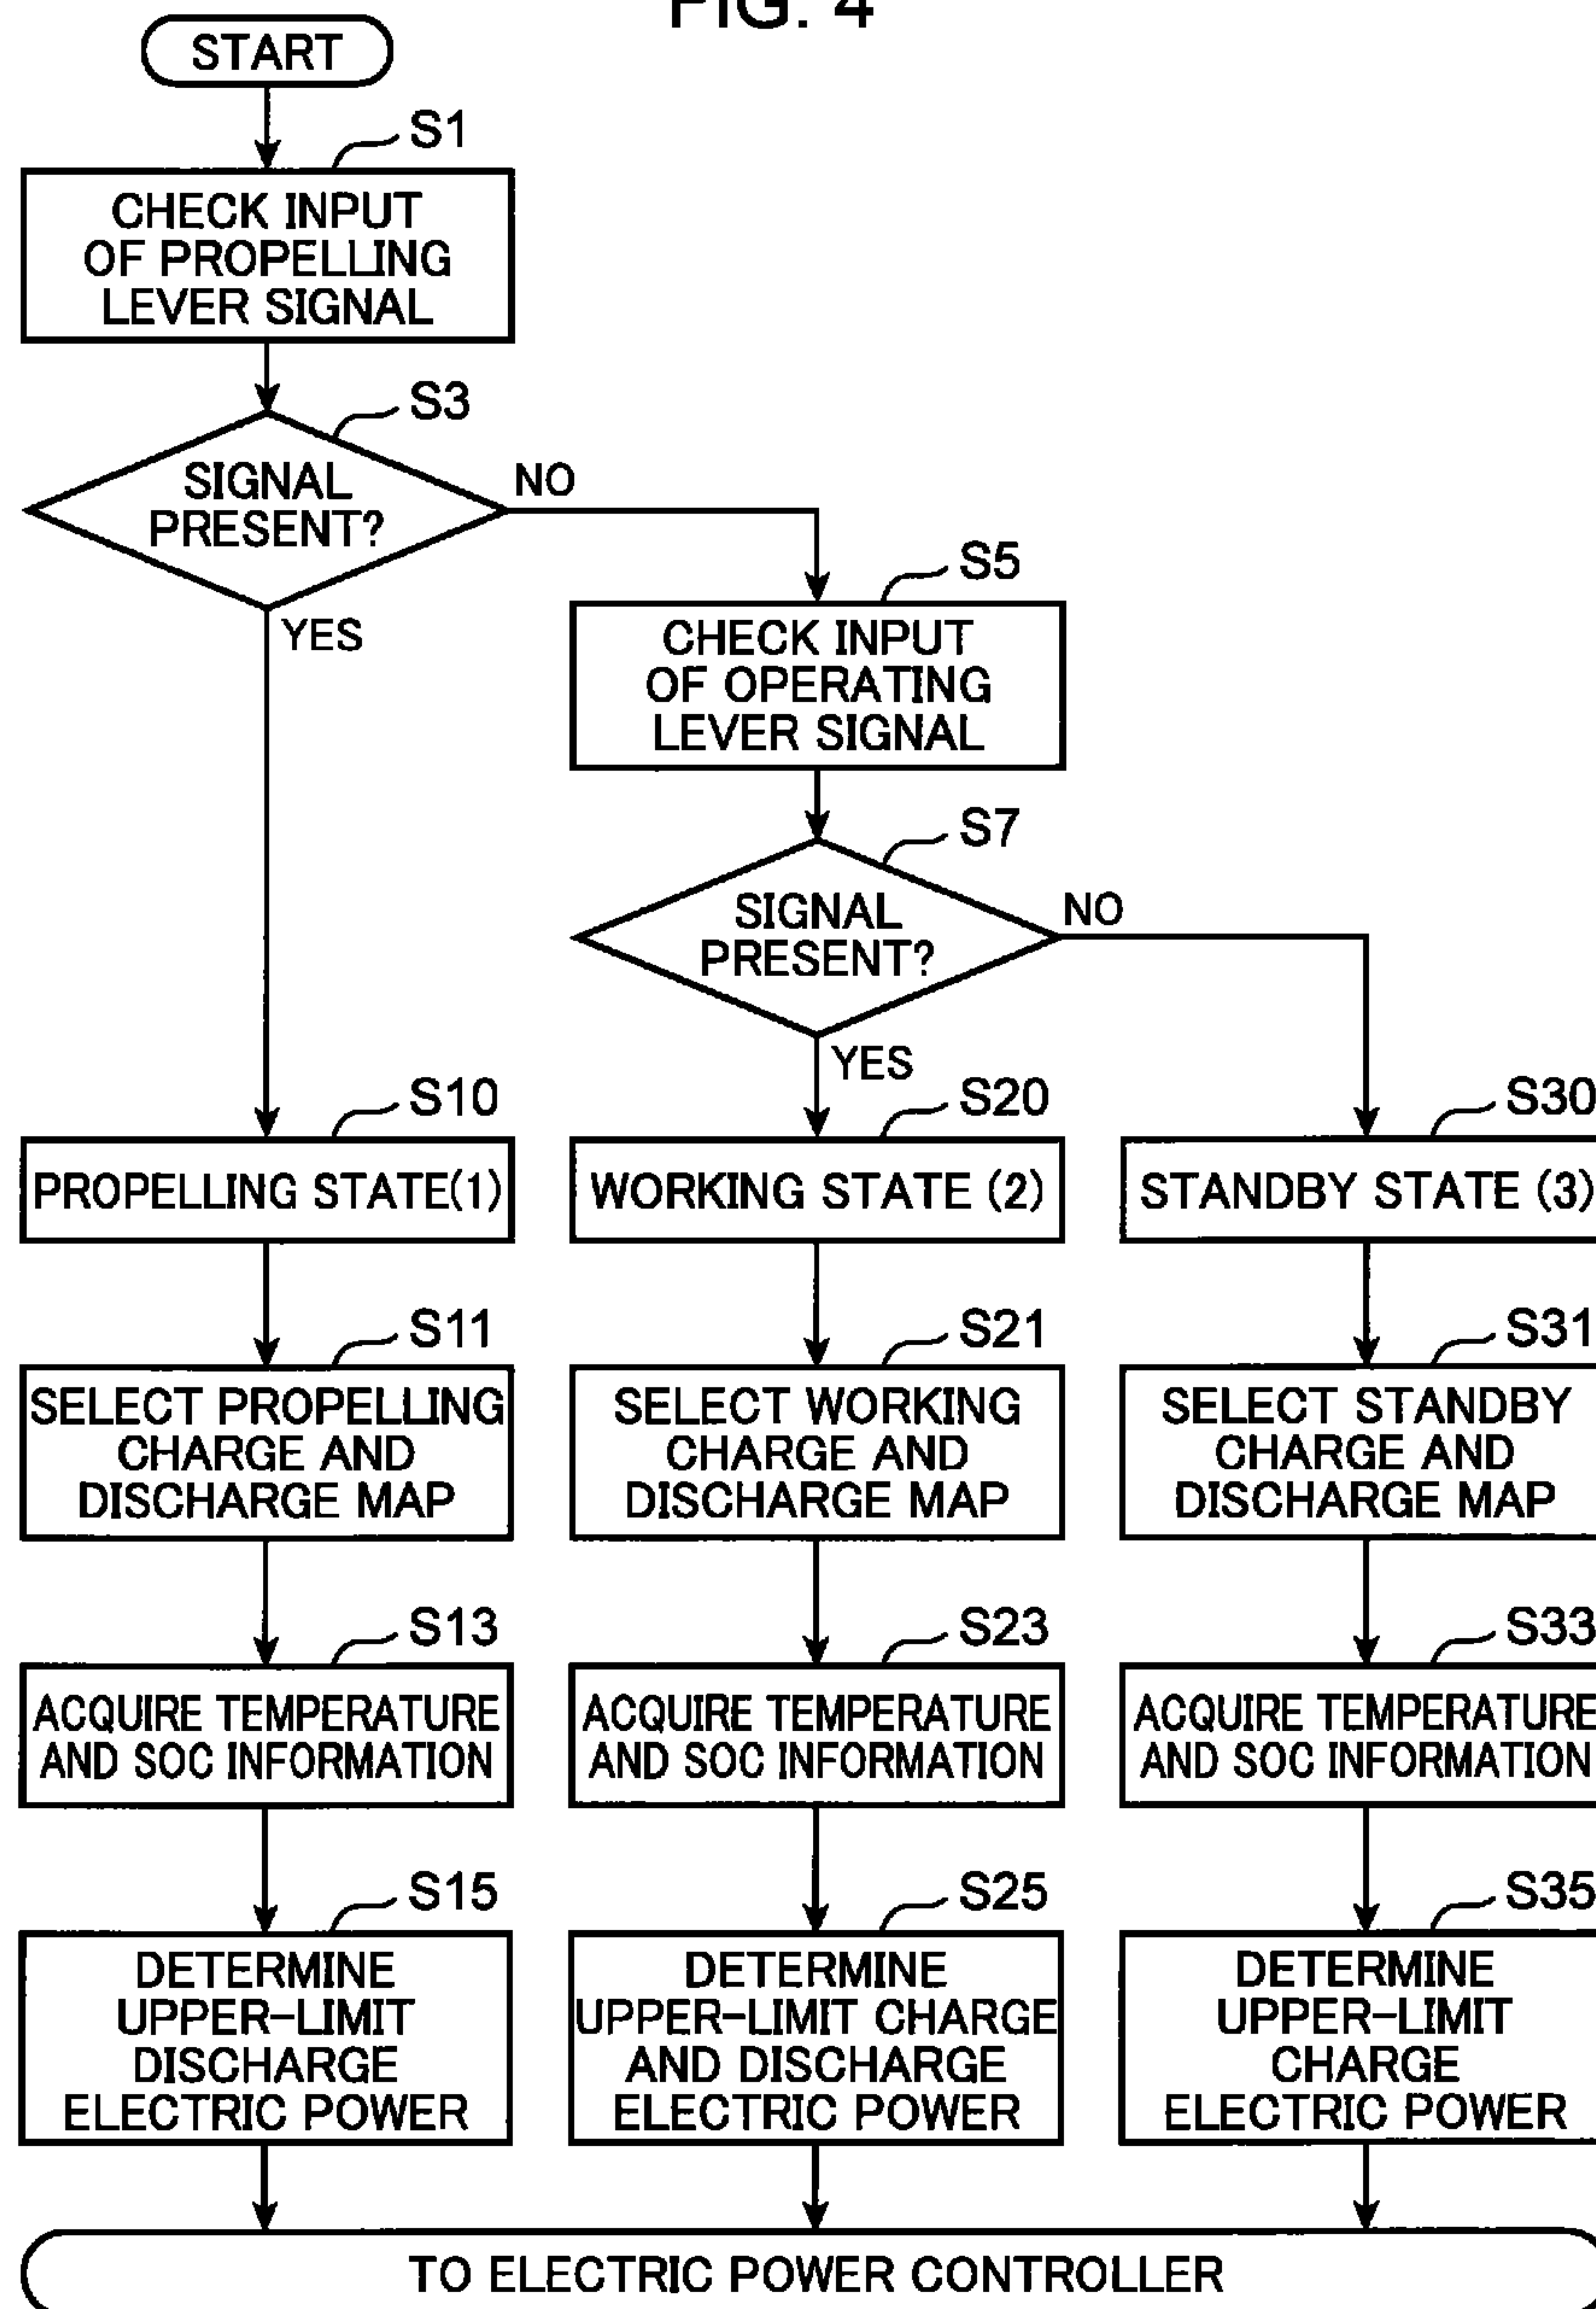 FIG. 4
START
S1
CHECK INPUT
OF PROPELLING
LEVER SIGNAL
S3
SIGNAL
PRESENT?
NO
YES
S5
CHECK INPUT
OF OPERATING
LEVER SIGNAL
S7
SIGNAL
PRESENT?
NO
YES
S10
PROPELLING STATE(1)
S20
WORKING STATE (2)
S30
STANDBY STATE (3)
S11
SELECT PROPELLING
CHARGE AND
DISCHARGE MAP
S21
SELECT WORKING
CHARGE AND
DISCHARGE MAP
S31
SELECT STANDBY
CHARGE AND
DISCHARGE MAP
S13
ACQUIRE TEMPERATURE
AND SOC INFORMATION
S23
ACQUIRE TEMPERATURE
AND SOC INFORMATION
S33
ACQUIRE TEMPERATURE
AND SOC INFORMATION
S15
DETERMINE
UPPER-LIMIT
DISCHARGE
ELECTRIC POWER
S25
DETERMINE
UPPER-LIMIT CHARGE
AND DISCHARGE
ELECTRIC POWER
S35
DETERMINE
UPPER-LIMIT
CHARGE
ELECTRIC POWER
TO ELECTRIC POWER CONTROLLER